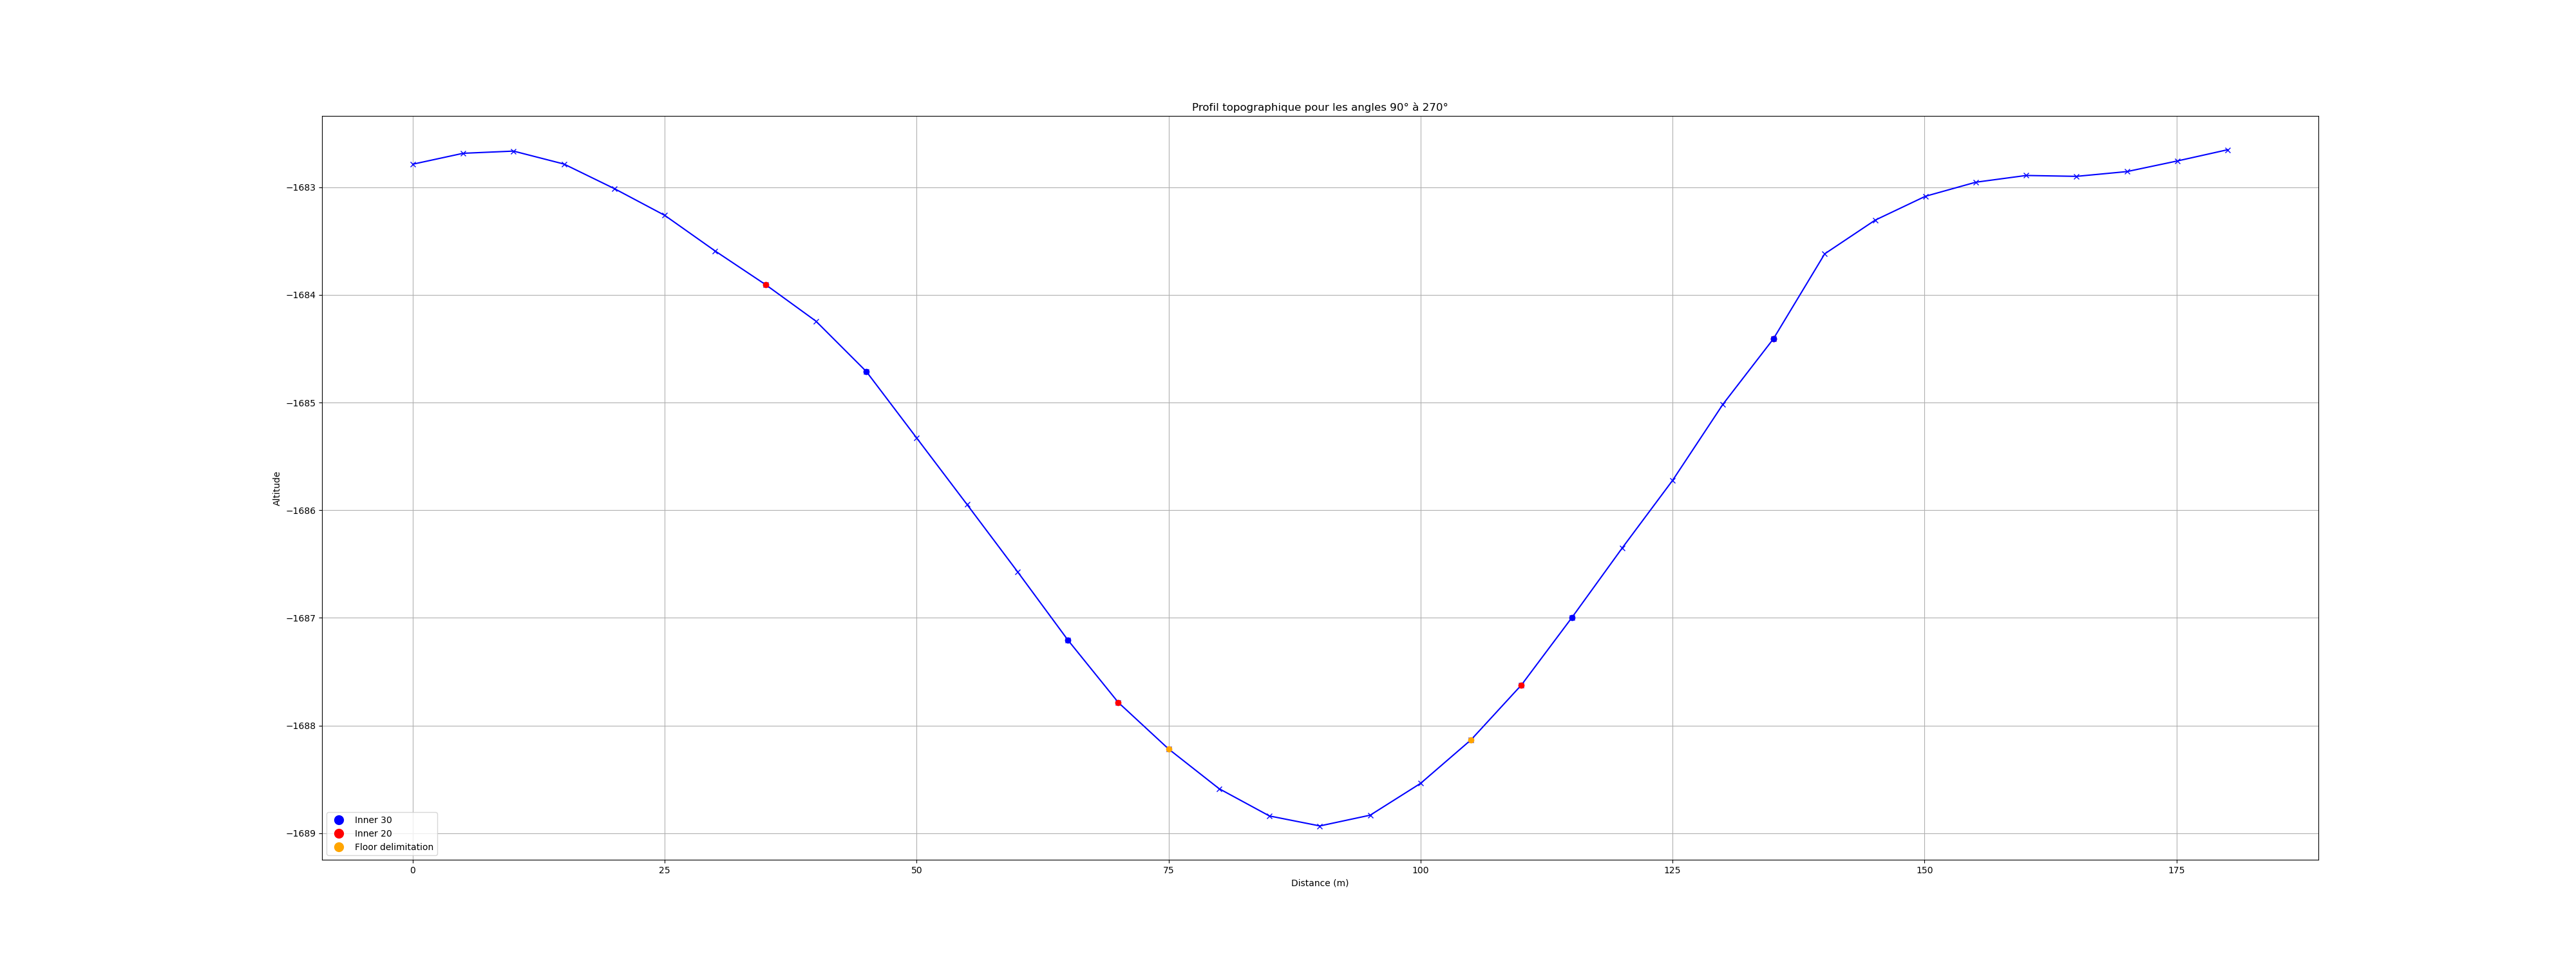 Profil topographique pour les angles 90° à 270°
Altitude
−1683
−1684
−1685
−1686
−1687
−1688
−1689
Inner 30
Inner 20
Floor delimitation
0
25
50
75
100
125
150
175
Distance (m)